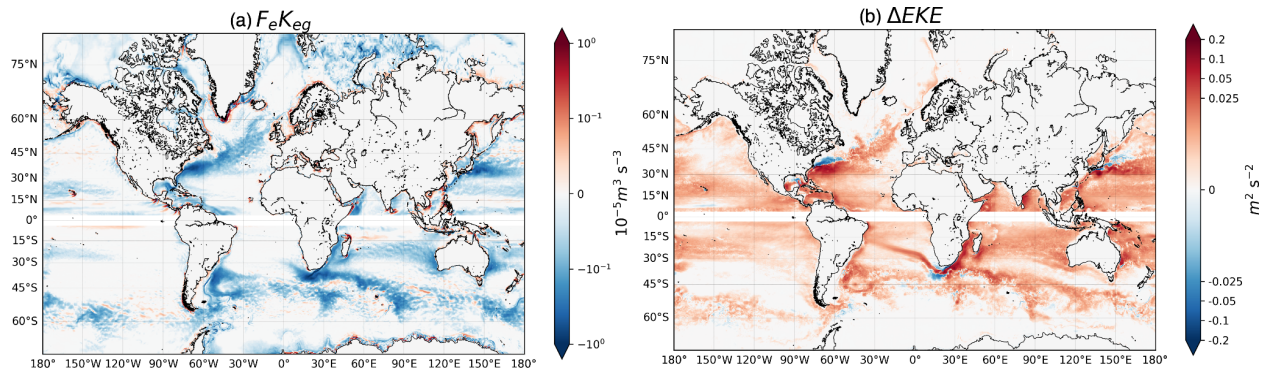 (a) FₑKₑg
75°N
60°N
45°N
30°N
15°N
0°
15°S
30°S
45°S
60°S
180° 150°W 120°W 90°W 60°W 30°W 0° 30°E 60°E 90°E 120°E 150°E 180°
10⁰
10⁻¹
0
−10⁻¹
−10⁰
10⁻⁵m³ s⁻³
(b) ΔEKE
75°N
60°N
45°N
30°N
15°N
0°
15°S
30°S
45°S
60°S
180° 150°W 120°W 90°W 60°W 30°W 0° 30°E 60°E 90°E 120°E 150°E 180°
0.2
0.1
0.05
0.025
0
-0.025
-0.05
-0.1
-0.2
m² s⁻²